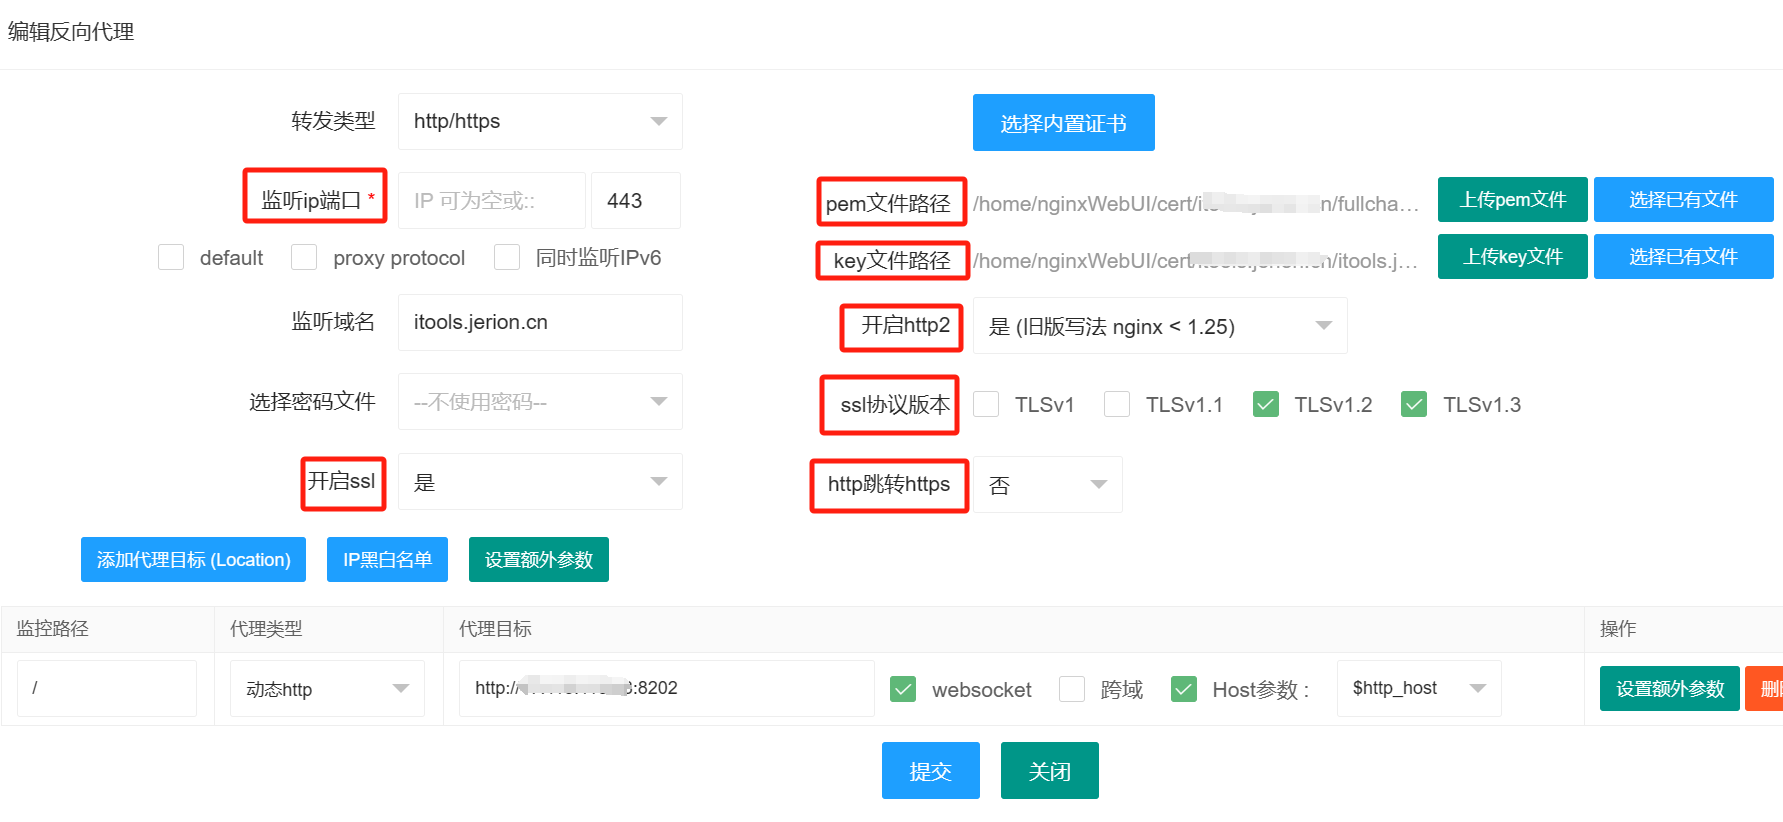 编辑反向代理
转发类型 http/https
选择内置证书
监听ip端口 * IP 可为空或:: 443
default proxy protocol 同时监听IPv6
监听域名 itools.jerion.cn
选择密码文件 --不使用密码--
开启ssl 是
pem文件路径 /home/nginxWebUI/cert/it n/fullcha... 上传pem文件 选择已有文件
key文件路径 /home/nginxWebUI/cert n/itools.j... 上传key文件 选择已有文件
开启http2 是 (旧版写法 nginx < 1.25)
ssl协议版本 TLSv1 TLSv1.1 TLSv1.2 TLSv1.3
http跳转https 否
添加代理目标 (Location) IP黑白名单 设置额外参数
监控路径 代理类型 代理目标 操作
/ 动态http http:/ :8202 websocket 跨域 Host参数 : $http_host 设置额外参数
提交 关闭